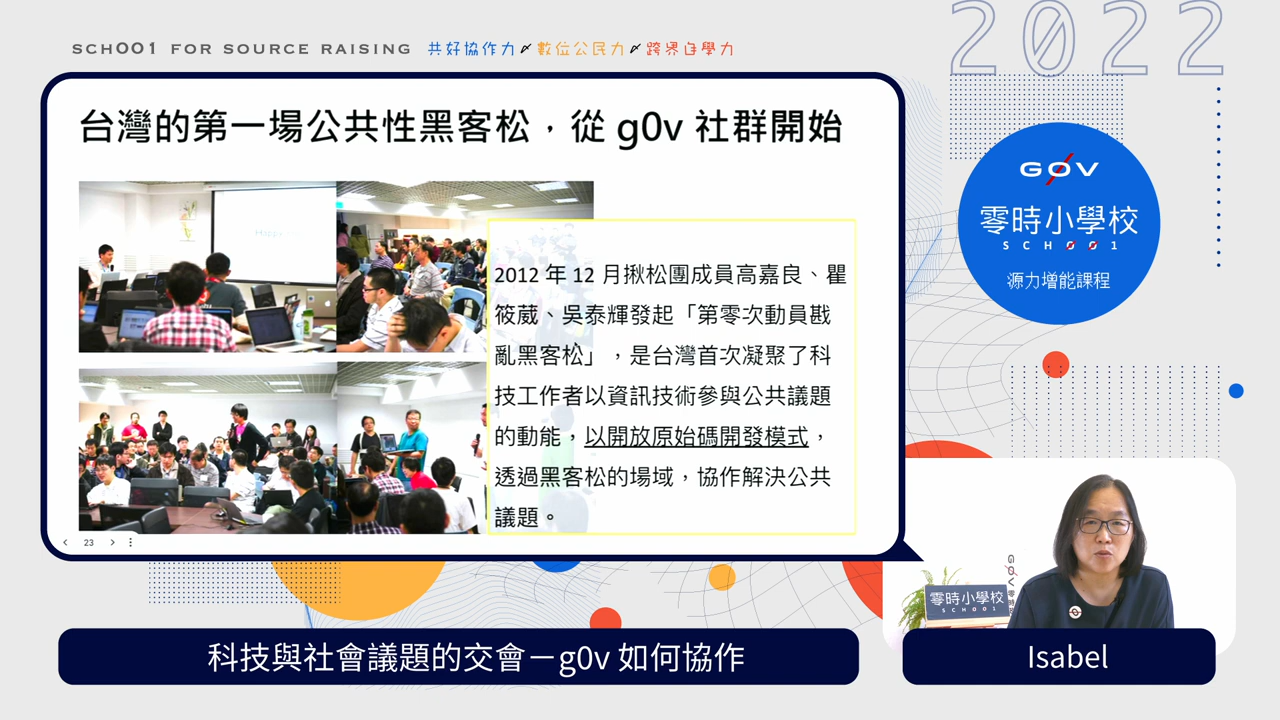 2022
SCHOO1 FOR SOURCE RAISING 共好協作力 數位公民力 跨界自學力
台灣的第一場公共性黑客松，從 g0v 社群開始
2012 年 12 月揪松團成員高嘉良、瞿
筱葳、吳泰輝發起「第零次動員戡
亂黑客松」，是台灣首次凝聚了科
技工作者以資訊技術參與公共議題
的動能，以開放原始碼開發模式，
透過黑客松的場域，協作解決公共
議題。
23
G0V
零時小學校
SCH001
源力增能課程
G0V
零時小學校
SCH001
科技與社會議題的交會－g0v 如何協作
Isabel